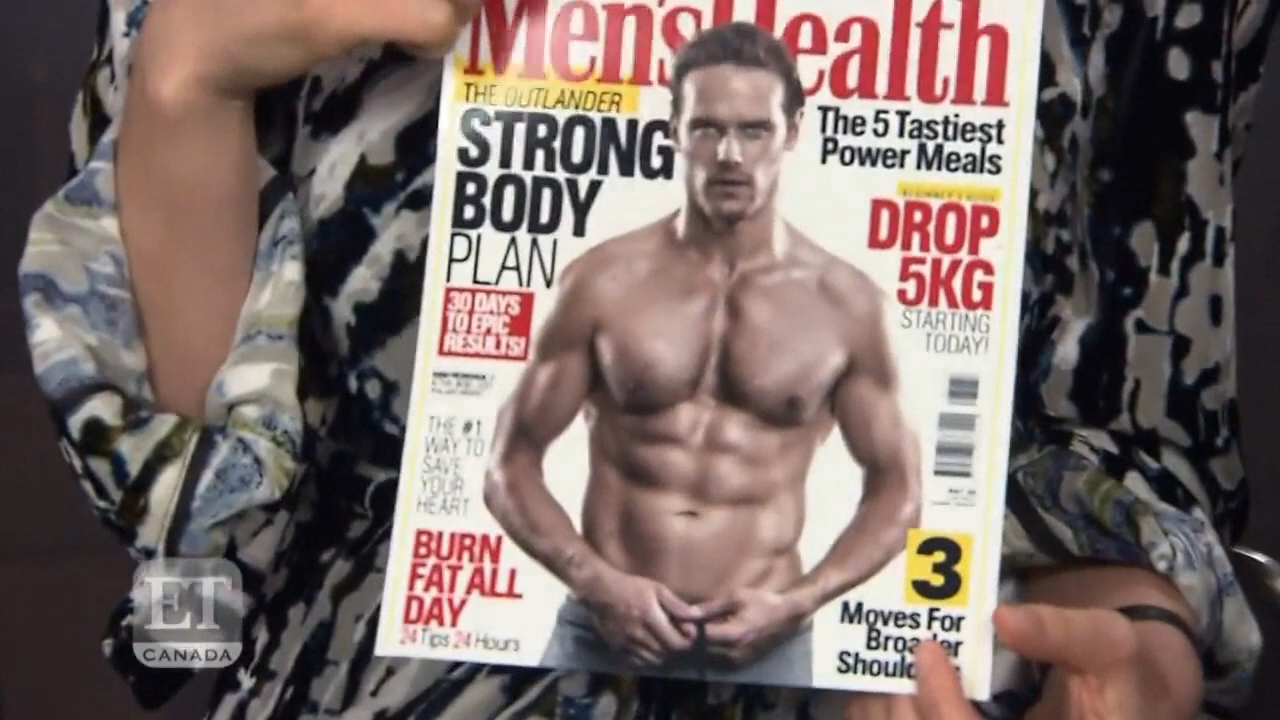 Men'sHealth
THE OUTLANDER
STRONG
BODY
PLAN
30 DAYS
TO EPIC
RESULTS!
THE #1
WAY TO
SAVE
YOUR
HEART
BURN
FAT ALL
DAY
24 Tips 24 Hours
The 5 Tastiest
Power Meals
DROP
5KG
STARTING
TODAY!
3
Moves For
Broader
ET
CANADA